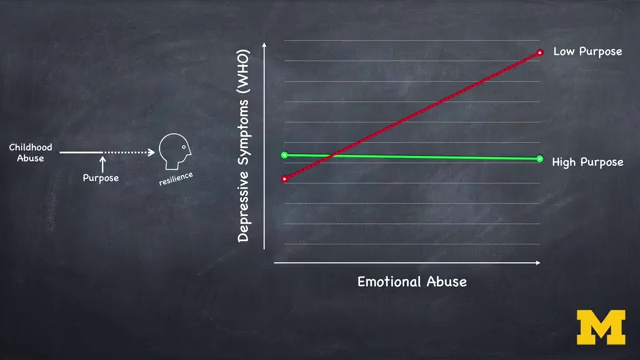 Childhood
Abuse
Purpose
resilience
Depressive Symptoms (WHO)
Low Purpose
High Purpose
Emotional Abuse
M